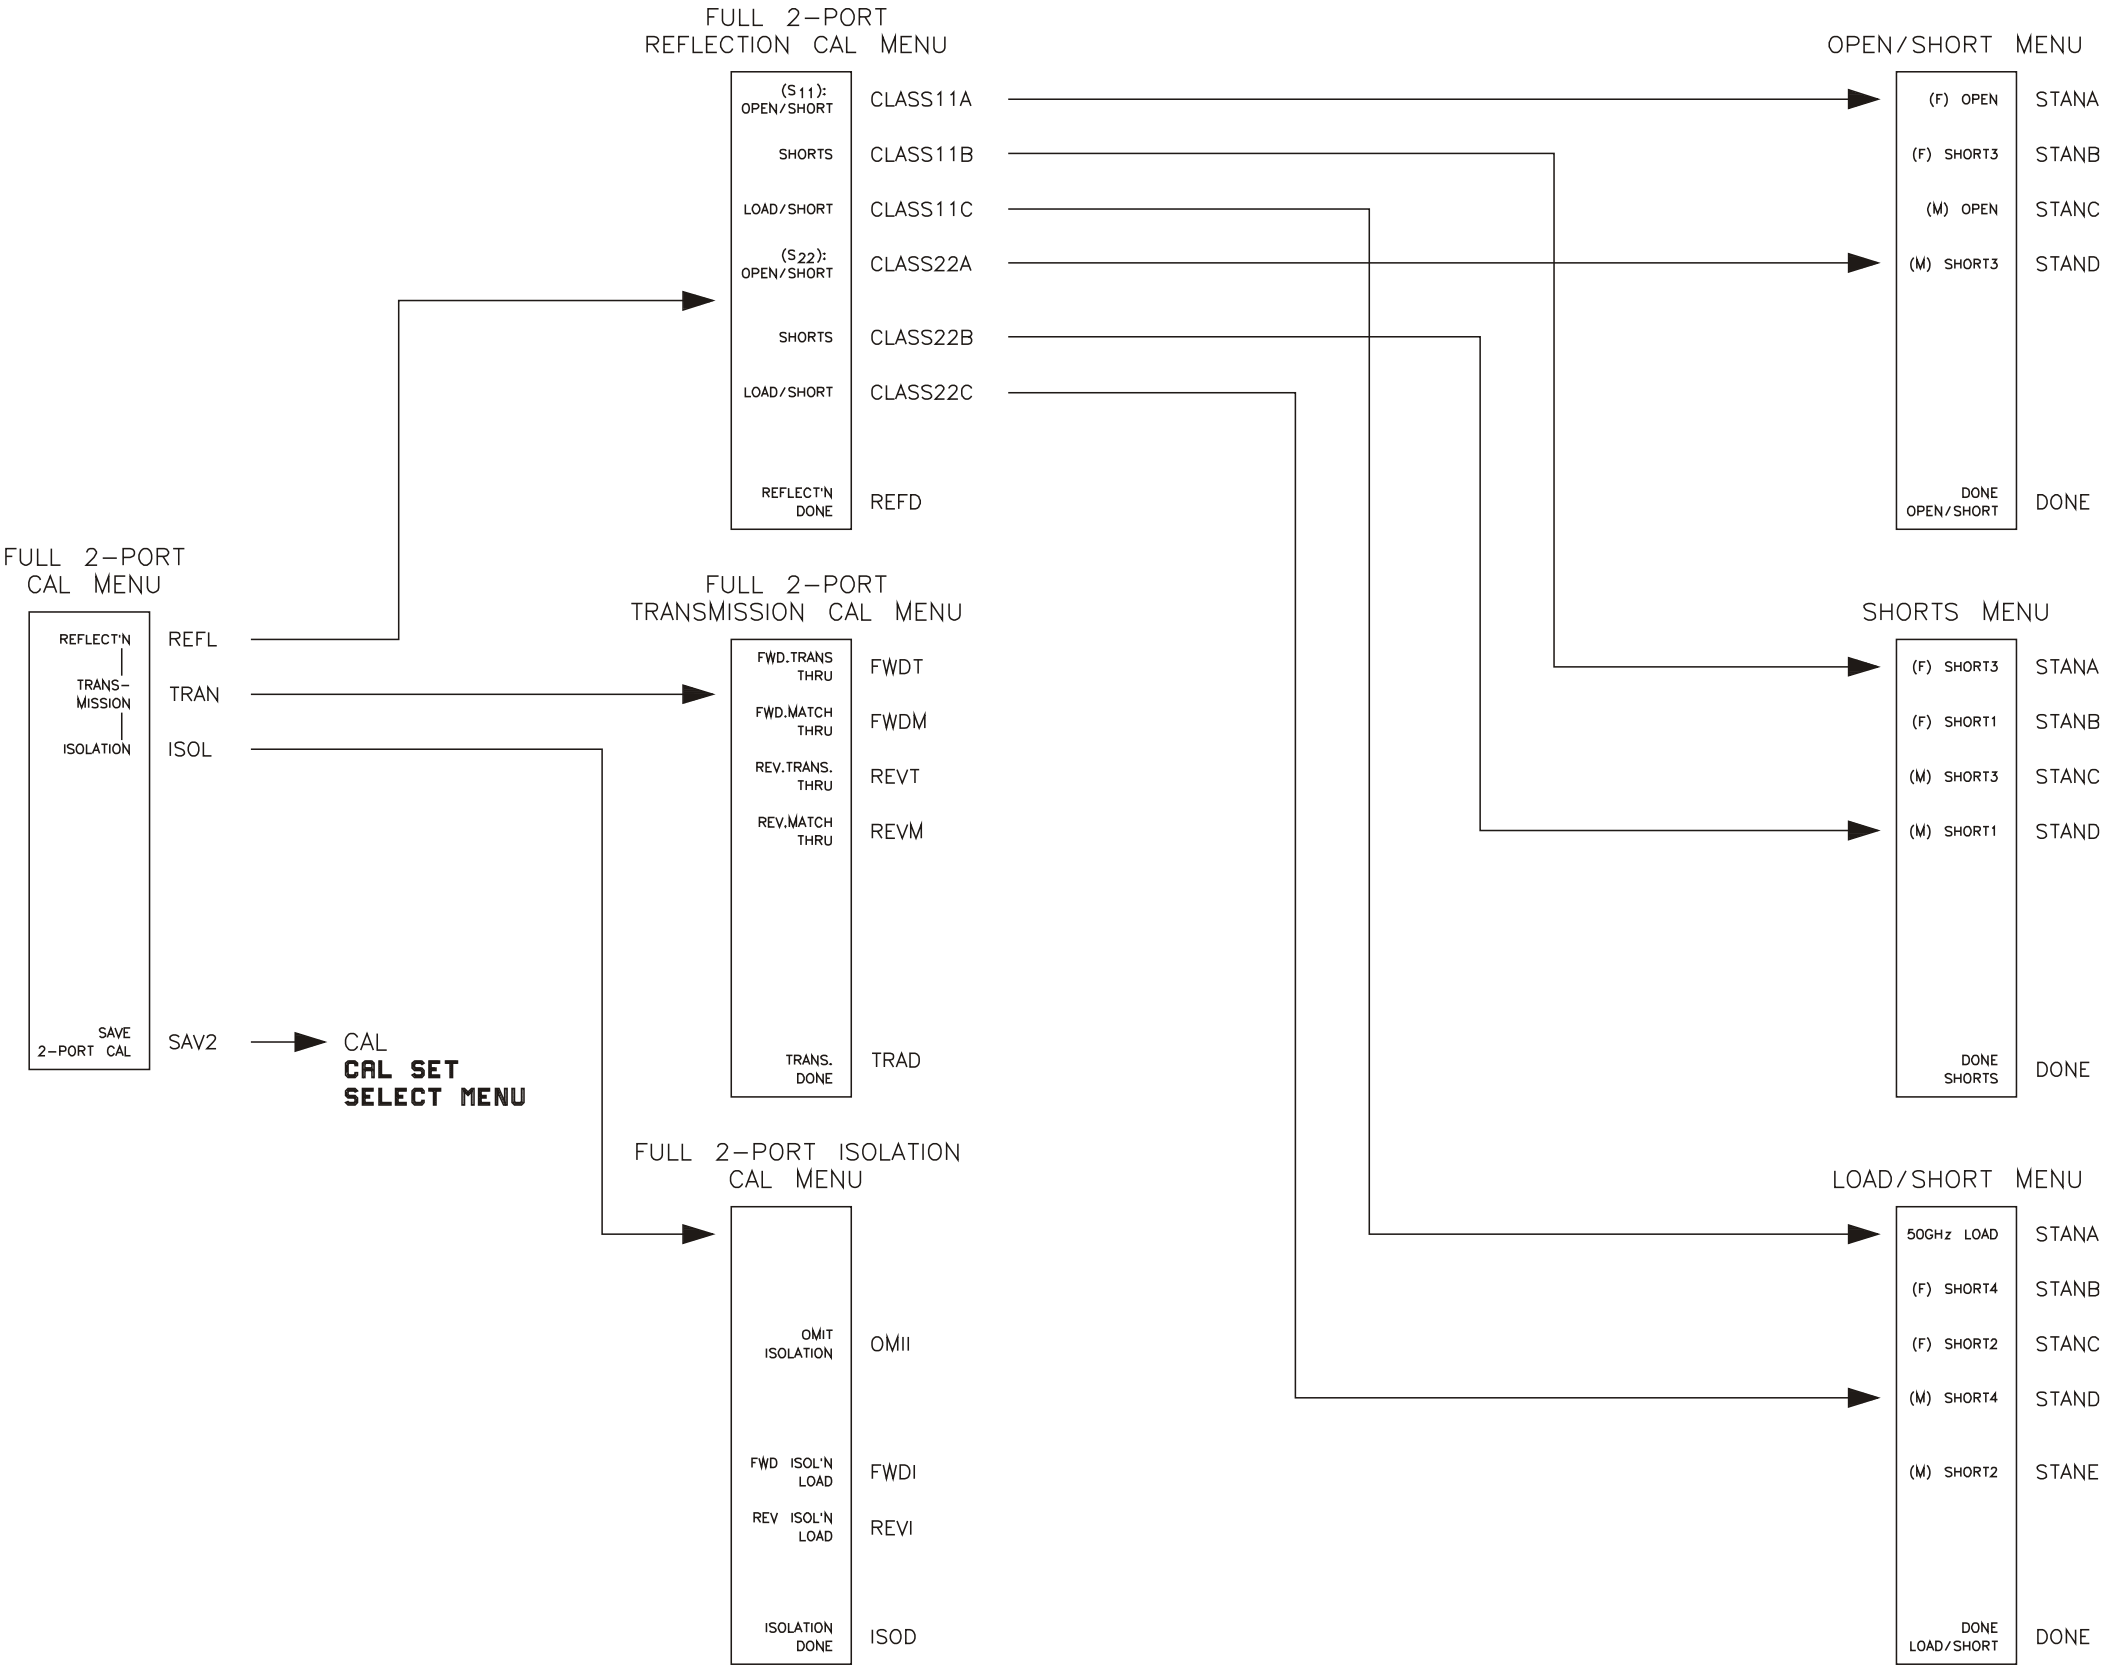 FULL 2-PORT
CAL MENU
REFLECT'N REFL
TRANS-
MISSION TRAN
ISOLATION ISOL
SAVE
2-PORT CAL SAV2
CAL
CAL SET
SELECT MENU
FULL 2-PORT
REFLECTION CAL MENU
(S11):
OPEN/SHORT CLASS11A
SHORTS CLASS11B
LOAD/SHORT CLASS11C
(S22):
OPEN/SHORT CLASS22A
SHORTS CLASS22B
LOAD/SHORT CLASS22C
REFLECT'N
DONE REFD
FULL 2-PORT
TRANSMISSION CAL MENU
FWD.TRANS
THRU FWDT
FWD.MATCH
THRU FWDM
REV.TRANS.
THRU REVT
REV.MATCH
THRU REVM
TRANS.
DONE TRAD
FULL 2-PORT ISOLATION
CAL MENU
OMIT
ISOLATION OMII
FWD ISOL'N
LOAD FWDI
REV ISOL'N
LOAD REVI
ISOLATION
DONE ISOD
OPEN/SHORT MENU
(F) OPEN STANA
(F) SHORT3 STANB
(M) OPEN STANC
(M) SHORT3 STAND
DONE
OPEN/SHORT DONE
SHORTS MENU
(F) SHORT3 STANA
(F) SHORT1 STANB
(M) SHORT3 STANC
(M) SHORT1 STAND
DONE
SHORTS DONE
LOAD/SHORT MENU
50GHz LOAD STANA
(F) SHORT4 STANB
(F) SHORT2 STANC
(M) SHORT4 STAND
(M) SHORT2 STANE
DONE
LOAD/SHORT DONE